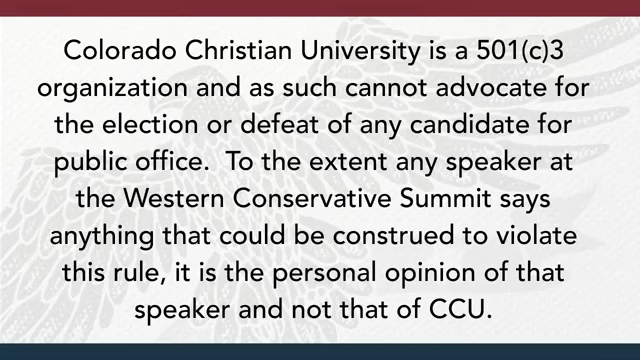 Colorado Christian University is a 501(c)3
organization and as such cannot advocate for
the election or defeat of any candidate for
public office.  To the extent any speaker at
the Western Conservative Summit says
anything that could be construed to violate
this rule, it is the personal opinion of that
speaker and not that of CCU.